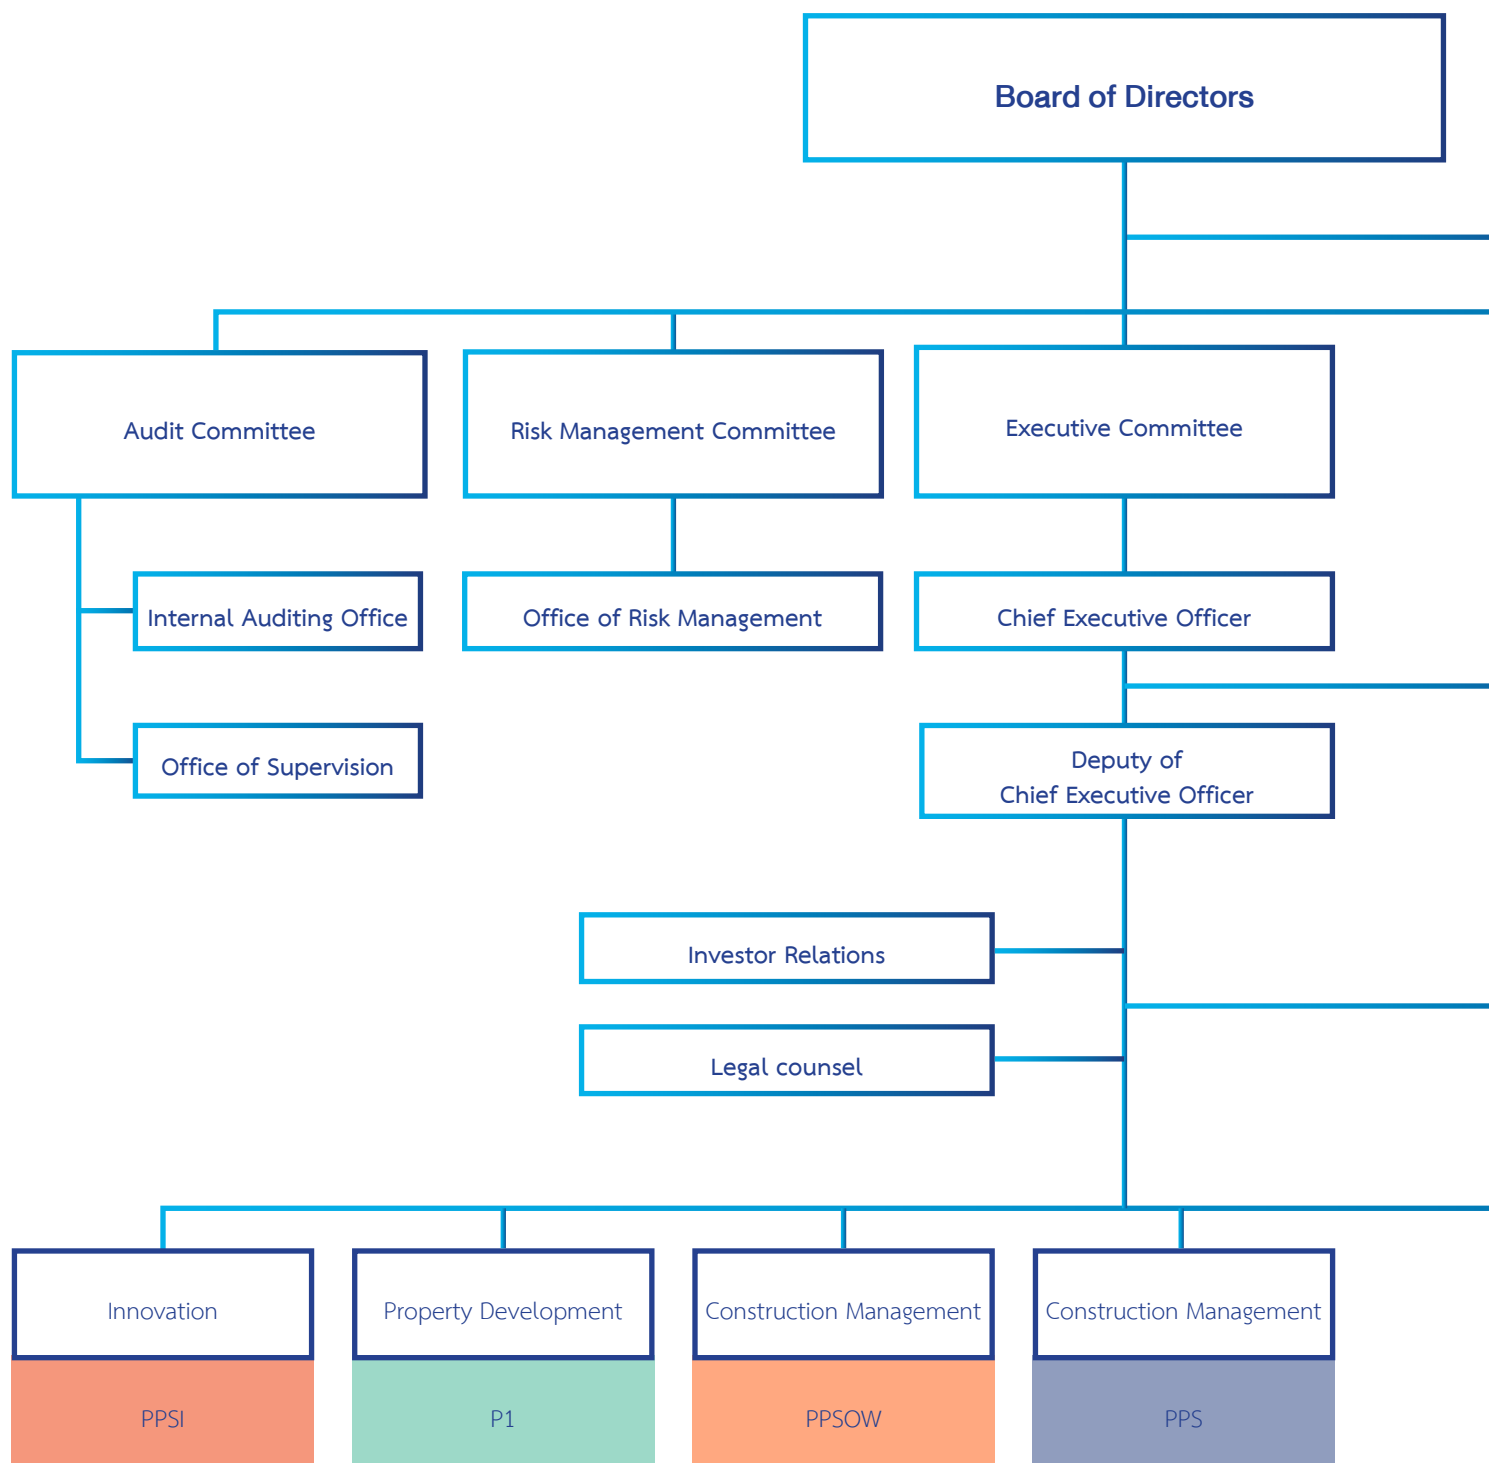 Board of Directors
Audit Committee
Risk Management Committee
Executive Committee
Internal Auditing Office
Office of Risk Management
Chief Executive Officer
Office of Supervision
Deputy of
Chief Executive Officer
Investor Relations
Legal counsel
Innovation
Property Development
Construction Management
Construction Management
PPSI
P1
PPSOW
PPS